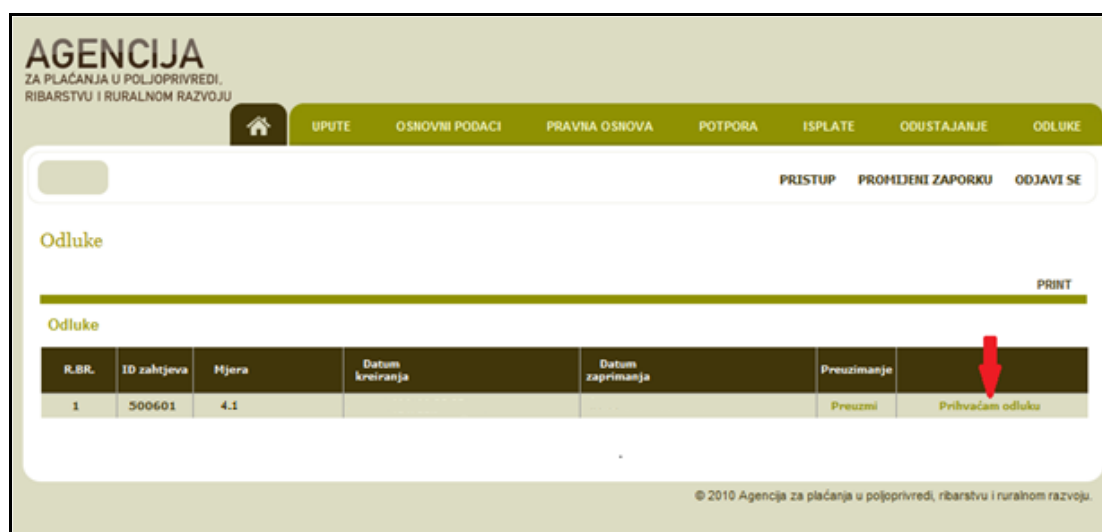 AGENCIJA
ZA PLAĆANJA U POLJOPRIVREDI,
RIBARSTVU I RURALNOM RAZVOJU
UPUTE OSNOVNI PODACI PRAVNA OSNOVA POTPORA ISPLATE ODUSTAJANJE ODLUKE
PRISTUP PROMIJENI ZAPORKU ODJAVI SE
Odluke
PRINT
Odluke
R.BR. ID zahtjeva Mjera Datum kreiranja Datum zaprimanja Preuzimanje
1 500601 4.1 Preuzmi Prihvaćam odluku
© 2010 Agencija za plaćanja u poljoprivredi, ribarstvu i ruralnom razvoju.